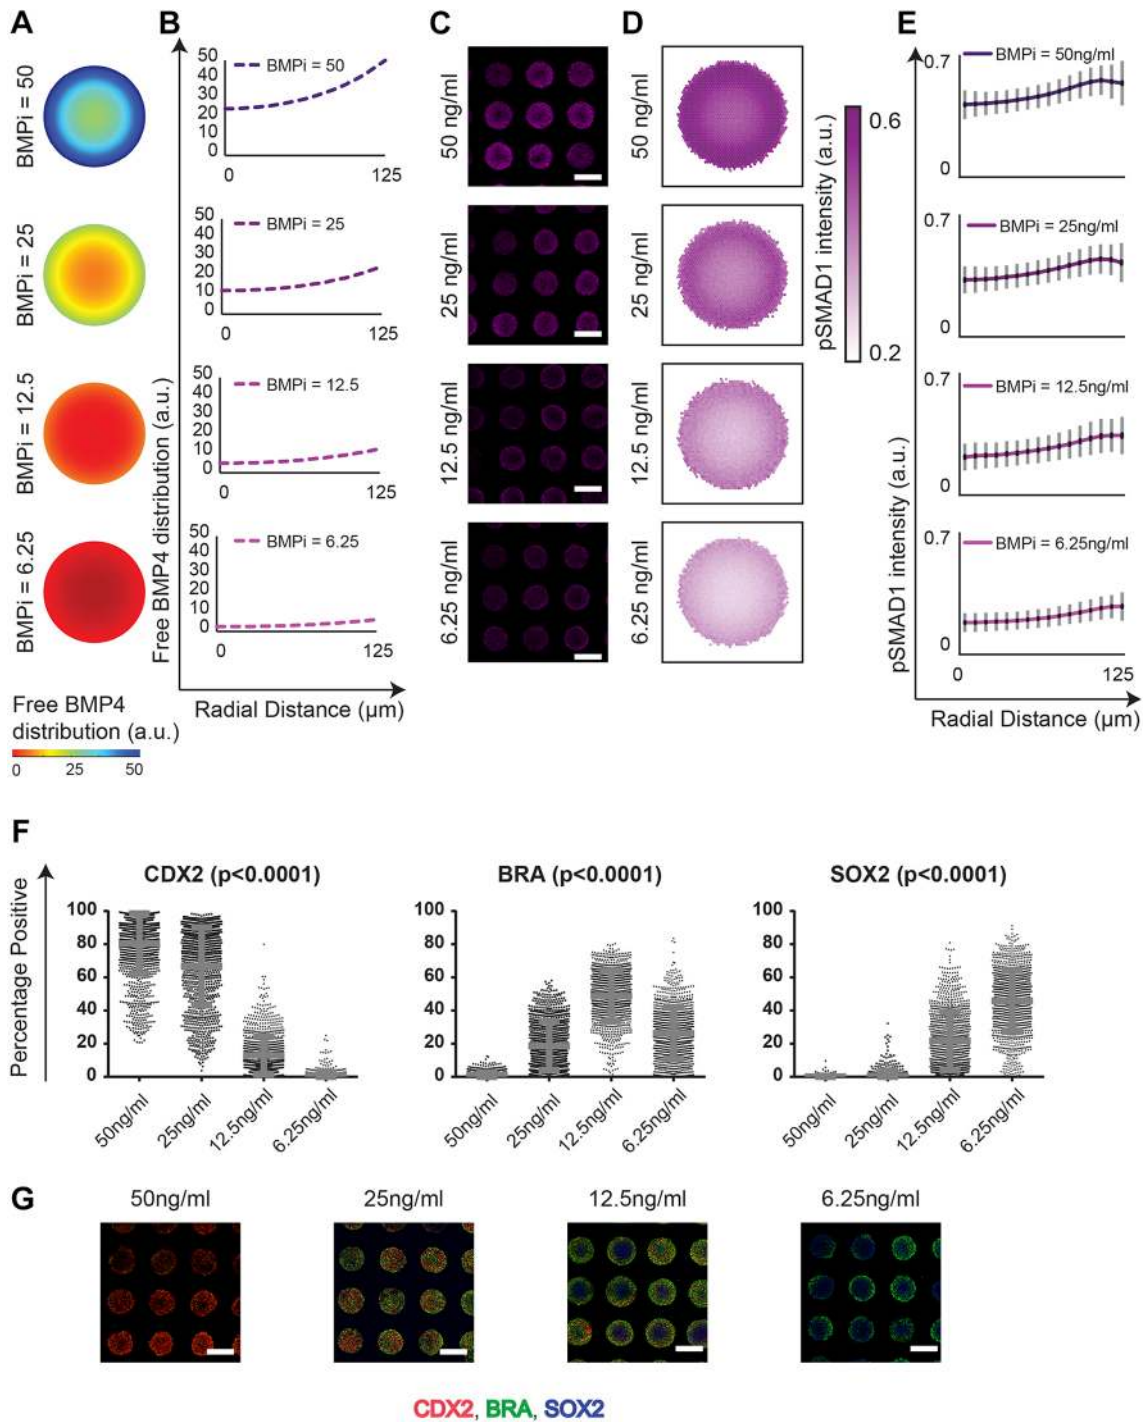 A
B
C
D
E
BMPi = 50
BMPi = 25
BMPi = 12.5
BMPi = 6.25
Free BMP4
distribution (a.u.)
0 25 50
Free BMP4 distribution (a.u.)
50
40
30
20
10
0
BMPi = 50
0 125
50
40
30
20
10
0
BMPi = 25
0 125
50
40
30
20
10
0
BMPi = 12.5
0 125
50
40
30
20
10
0
BMPi = 6.25
0 125
Radial Distance (µm)
50 ng/ml
25 ng/ml
12.5 ng/ml
6.25 ng/ml
50 ng/ml
25 ng/ml
12.5 ng/ml
6.25 ng/ml
pSMAD1 intensity (a.u.)
0.6
0.2
pSMAD1 intensity (a.u.)
0.7
BMPi = 50ng/ml
0
0.7
BMPi = 25ng/ml
0
0.7
BMPi = 12.5ng/ml
0
0.7
BMPi = 6.25ng/ml
0
0 125
Radial Distance (µm)
F
Percentage Positive
CDX2 (p<0.0001)
100
80
60
40
20
0
50ng/ml
25ng/ml
12.5ng/ml
6.25ng/ml
BRA (p<0.0001)
100
80
60
40
20
0
50ng/ml
25ng/ml
12.5ng/ml
6.25ng/ml
SOX2 (p<0.0001)
100
80
60
40
20
0
50ng/ml
25ng/ml
12.5ng/ml
6.25ng/ml
G
50ng/ml
25ng/ml
12.5ng/ml
6.25ng/ml
CDX2, BRA, SOX2